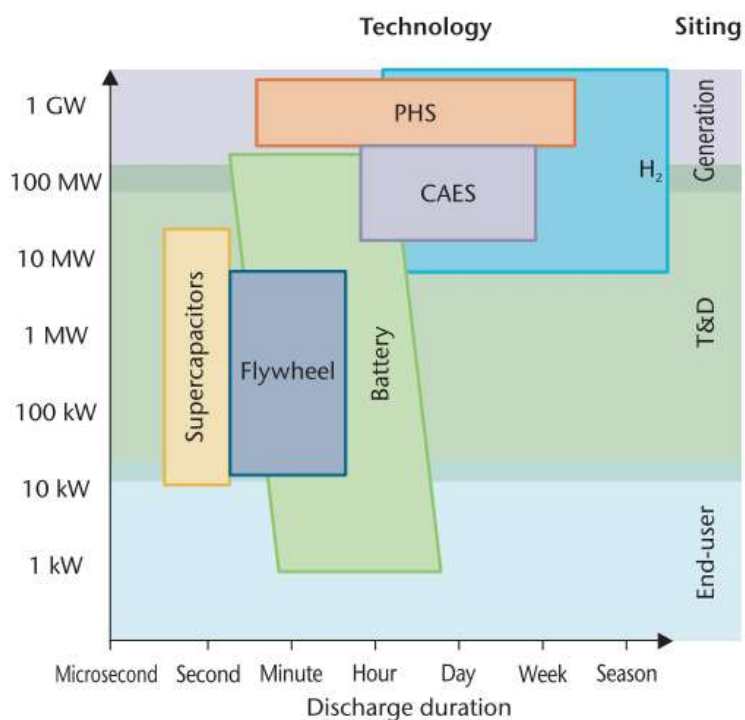 Technology
Siting
1 GW
100 MW
10 MW
1 MW
100 kW
10 kW
1 kW
PHS
CAES
H₂
Supercapacitors
Flywheel
Battery
Generation
T&D
End-user
Microsecond
Second
Minute
Hour
Day
Week
Season
Discharge duration